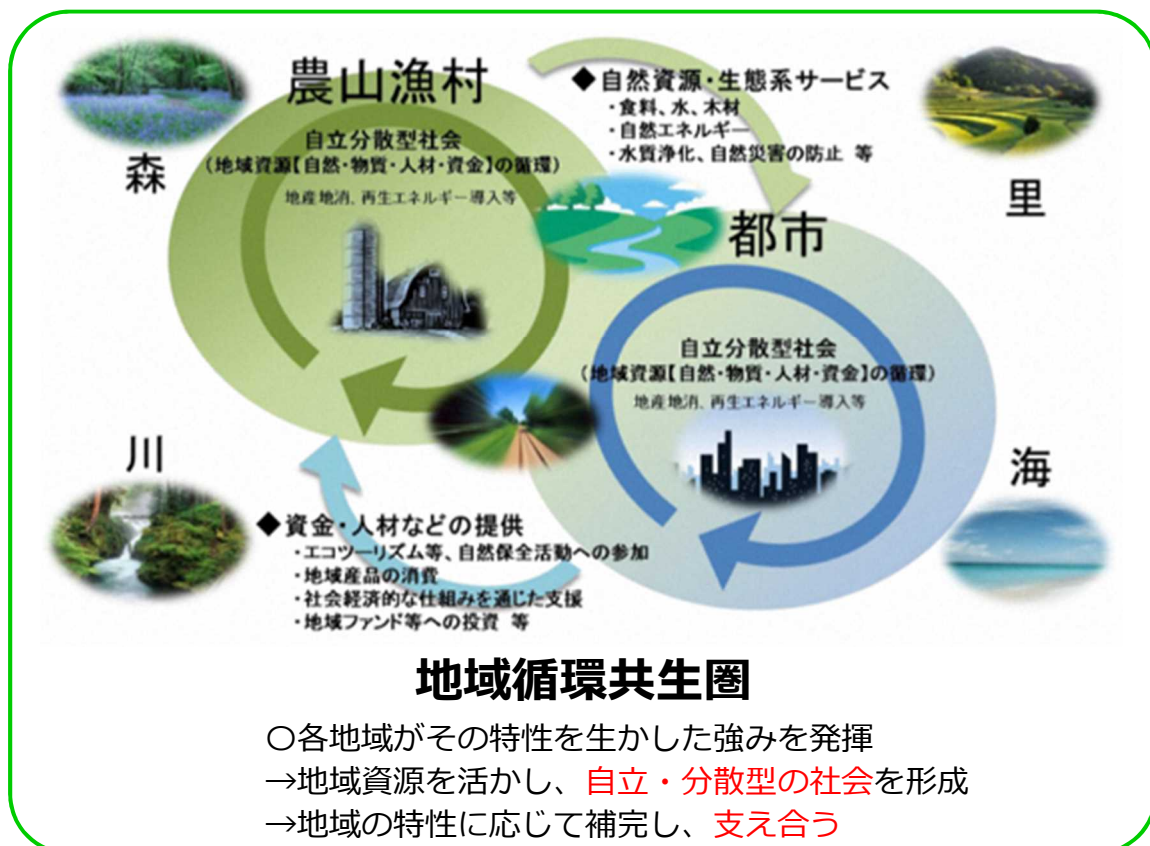 農山漁村
自立分散型社会
(地域資源【自然・物質・人材・資金】の循環)
地産地消、再生エネルギー導入等
森
◆自然資源・生態系サービス
・食料、水、木材
・自然エネルギー
・水質浄化、自然災害の防止 等
里
都市
自立分散型社会
(地域資源【自然・物質・人材・資金】の循環)
地産地消、再生エネルギー導入等
川
海
◆資金・人材などの提供
・エコツーリズム等、自然保全活動への参加
・地域産品の消費
・社会経済的な仕組みを通じた支援
・地域ファンド等への投資 等
地域循環共生圏
〇各地域がその特性を生かした強みを発揮
→地域資源を活かし、自立・分散型の社会を形成
→地域の特性に応じて補完し、支え合う